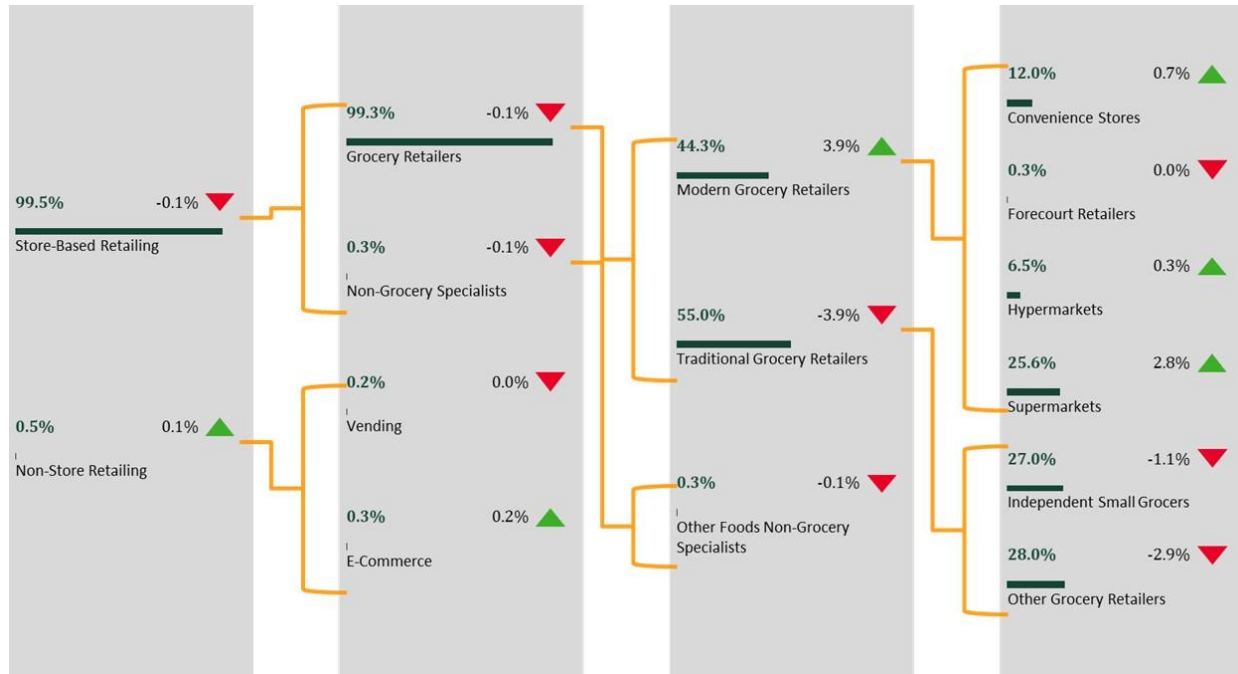 99.5% -0.1%
Store-Based Retailing
0.5% 0.1%
Non-Store Retailing
99.3% -0.1%
Grocery Retailers
0.3% -0.1%
Non-Grocery Specialists
0.2% 0.0%
Vending
0.3% 0.2%
E-Commerce
44.3% 3.9%
Modern Grocery Retailers
55.0% -3.9%
Traditional Grocery Retailers
0.3% -0.1%
Other Foods Non-Grocery
Specialists
12.0% 0.7%
Convenience Stores
0.3% 0.0%
Forecourt Retailers
6.5% 0.3%
Hypermarkets
25.6% 2.8%
Supermarkets
27.0% -1.1%
Independent Small Grocers
28.0% -2.9%
Other Grocery Retailers